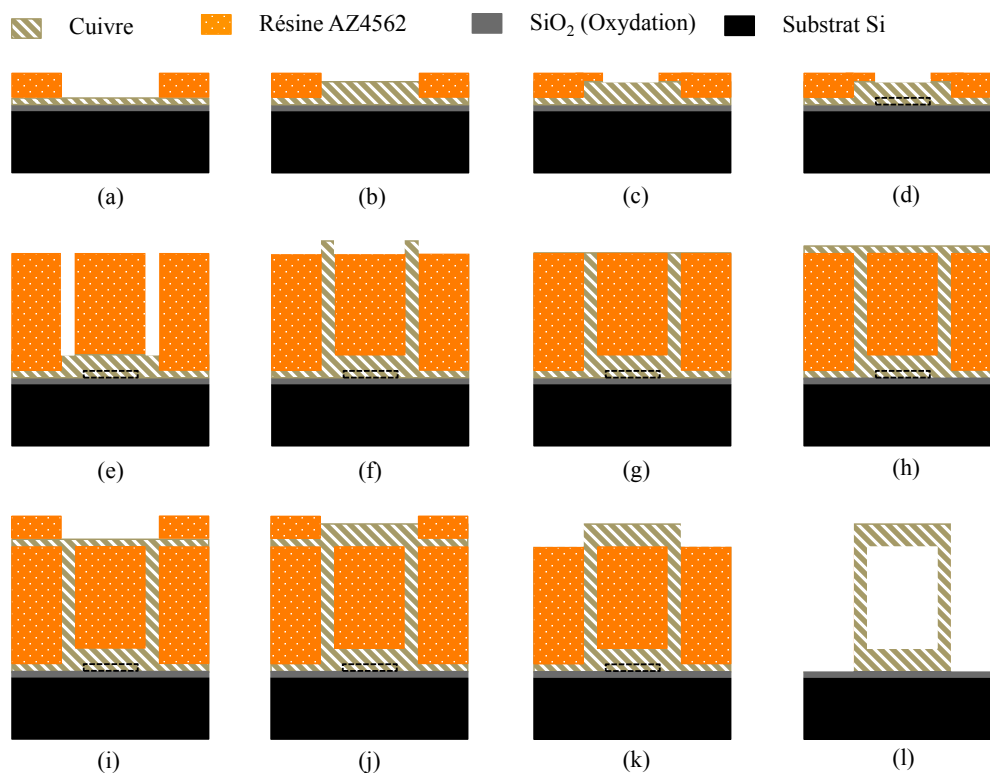 Cuivre Résine AZ4562 SiO₂ (Oxydation) Substrat Si
(a) (b) (c) (d)
(e) (f) (g) (h)
(i) (j) (k) (l)